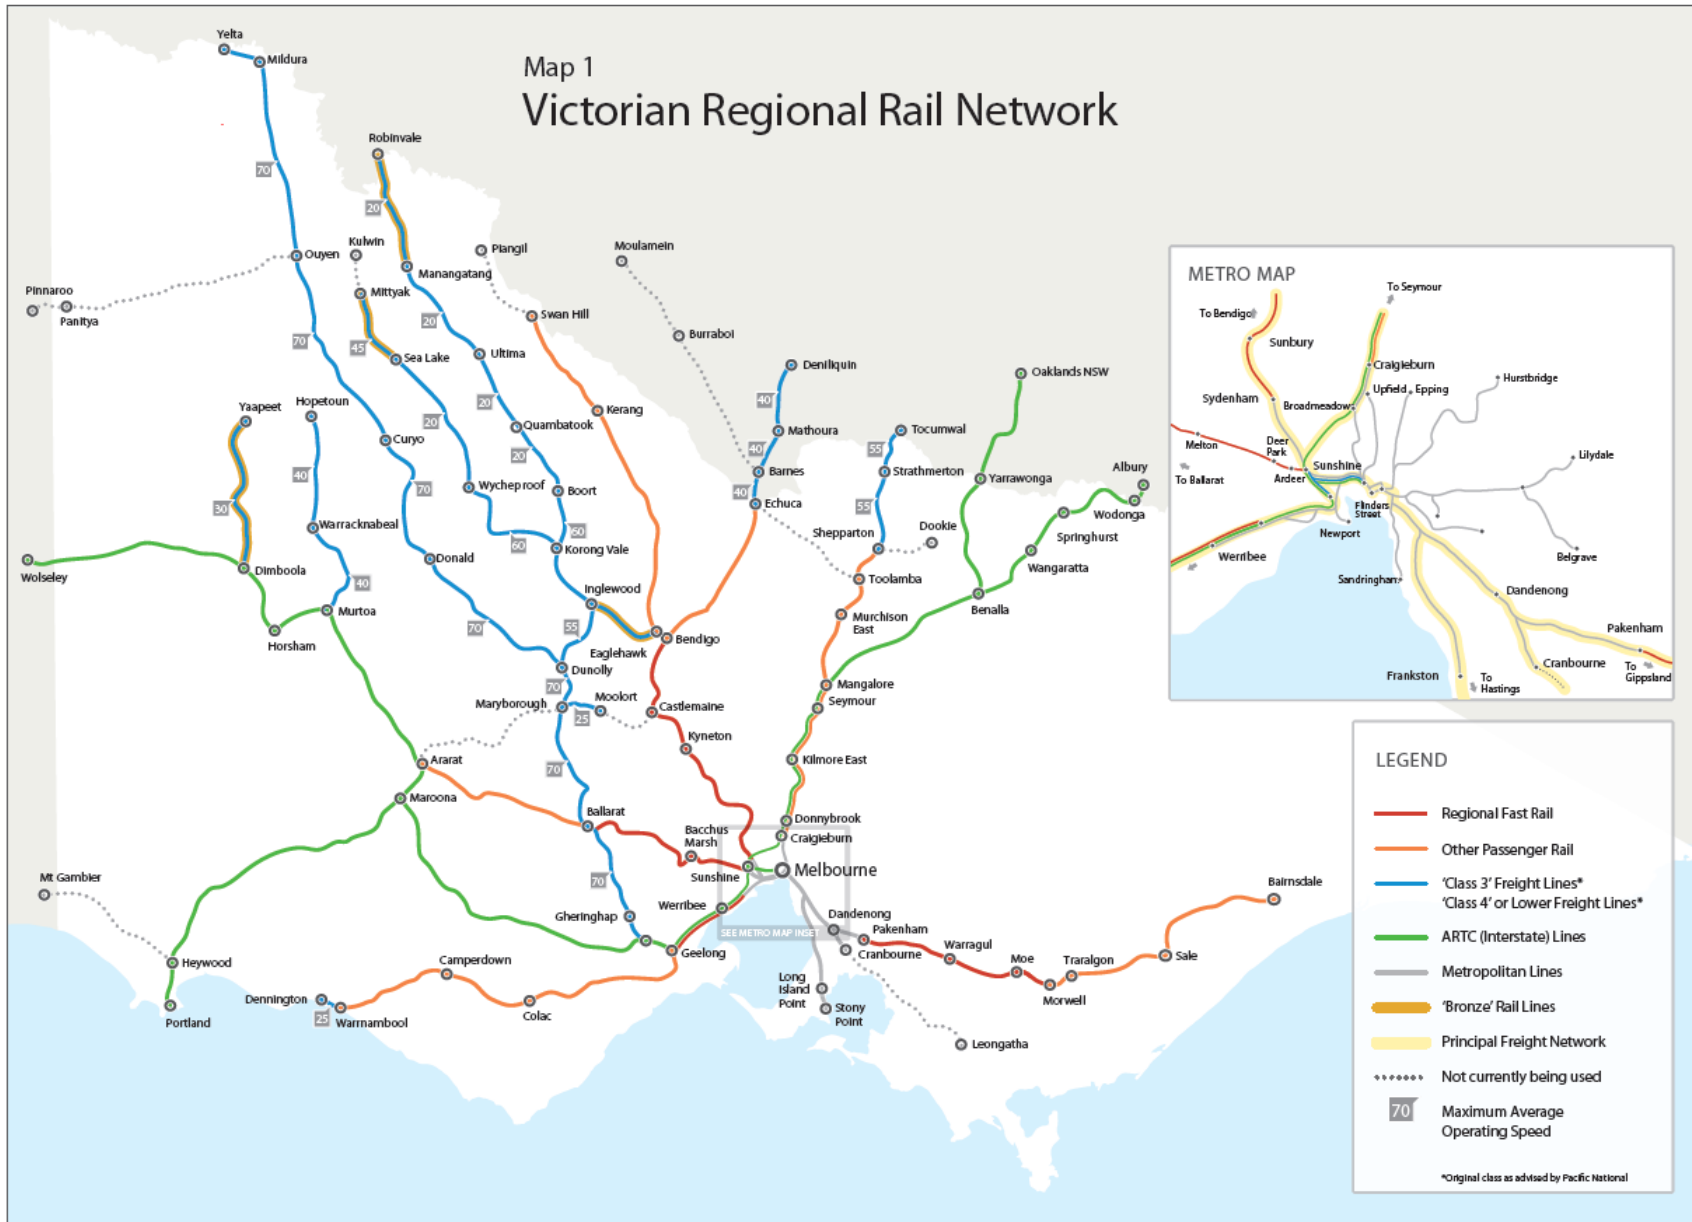 Map 1
Victorian Regional Rail Network
Yelta
Mildura
70
Robinvale
20
Ouyen
Kulwin
Piangil
Moulamein
Manangatang
Mittyak
Pinnaroo
Panitya
Swan Hill
20
70
45
Sea Lake
Ultima
Burraboi
Deniliquin
Oaklands NSW
Hopetoun
Yaapeet
20
20
Kerang
40
Quambatook
Mathoura
Tocumwal
Curyo
20
40
55
40
70
Wycheproof
Boort
Barnes
Strathmerton
Yarrawonga
Albury
40
Echuca
Wodonga
30
Warracknabeal
60
60
55
Springhurst
Shepparton
Dookie
Korong Vale
Wangaratta
Donald
Wolseley
Dimboola
Toolamba
40
Inglewood
Benalla
Murtoa
70
55
Murchison
East
Horsham
Eaglehawk
Bendigo
Dunolly
70
Mangalore
Maryborough
Moolort
25
Castlemaine
Seymour
Kyneton
Ararat
70
Kilmore East
Maroona
Ballarat
Bacchus
Marsh
Donnybrook
Craigieburn
Sunshine
Melbourne
70
Mt Gambier
Werribee
Gheringhap
Dandenong
SEE METRO MAP INSET
Pakenham
Cranbourne
Bairnsdale
Geelong
Warragul
Heywood
Camperdown
Moe
Traralgon
Sale
Morwell
Long
Island
Point
Stony
Point
Dennington
25
Warrnambool
Colac
Portland
Leongatha
METRO MAP
To Seymour
To Bendigo
Sunbury
Craigieburn
Upfield
Epping
Hurstbridge
Sydenham
Broadmeadow
Melton
Deer
Park
Sunshine
Lilydale
To Ballarat
Ardeer
Flinders
Street
Newport
Werribee
Belgrave
Sandringham
Dandenong
Pakenham
Cranbourne
Frankston
To
Hastings
To
Gippsland
LEGEND
Regional Fast Rail
Other Passenger Rail
'Class 3' Freight Lines*
'Class 4' or Lower Freight Lines*
ARTC (Interstate) Lines
Metropolitan Lines
'Bronze' Rail Lines
Principal Freight Network
Not currently being used
70
Maximum Average
Operating Speed
*Original class as advised by Pacific National